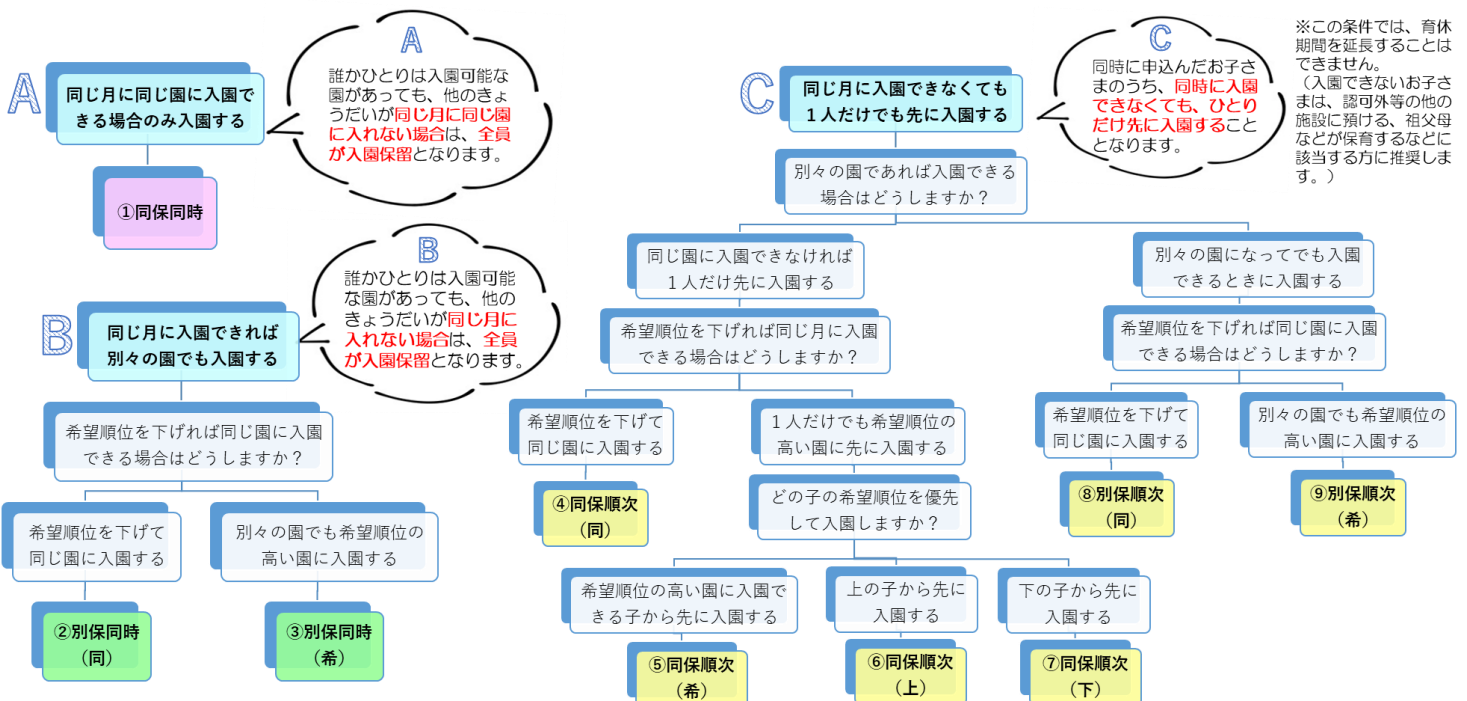 A
同じ月に同じ園に入園で
きる場合のみ入園する
A
誰かひとりは入園可能な
園があっても、他のきょ
うだいが同じ月に同じ園
に入れない場合は、全員
が入園保留となります。
①同保同時
B
同じ月に入園できれば
別々の園でも入園する
B
誰かひとりは入園可能
な園があっても、他の
きょうだいが同じ月に
入れない場合は、全員
が入園保留となります。
希望順位を下げれば同じ園に入園
できる場合はどうしますか？
希望順位を下げて
同じ園に入園する
別々の園でも希望順位の
高い園に入園する
②別保同時
（同）
③別保同時
（希）
C
同じ月に入園できなくても
１人だけでも先に入園する
C
同時に申込んだお子さ
まのうち、同時に入園
できなくても、ひとり
だけ先に入園すること
となります。
※この条件では、育休
期間を延長することは
できません。
（入園できないお子さ
まは、認可外等の他の
施設に預ける、祖父母
などが保育するなどに
該当する方に推奨しま
す。）
別々の園であれば入園できる
場合はどうしますか？
同じ園に入園できなければ
１人だけ先に入園する
別々の園になってでも入園
できるときに入園する
希望順位を下げれば同じ月に入園
できる場合はどうしますか？
希望順位を下げれば同じ園に入園
できる場合はどうしますか？
希望順位を下げて
同じ園に入園する
１人だけでも希望順位の
高い園に先に入園する
希望順位を下げて
同じ園に入園する
別々の園でも希望順位の
高い園に入園する
④同保順次
（同）
どの子の希望順位を優先
して入園しますか？
⑧別保順次
（同）
⑨別保順次
（希）
希望順位の高い園に入園で
きる子から先に入園する
上の子から先に
入園する
下の子から先に
入園する
⑤同保順次
（希）
⑥同保順次
（上）
⑦同保順次
（下）